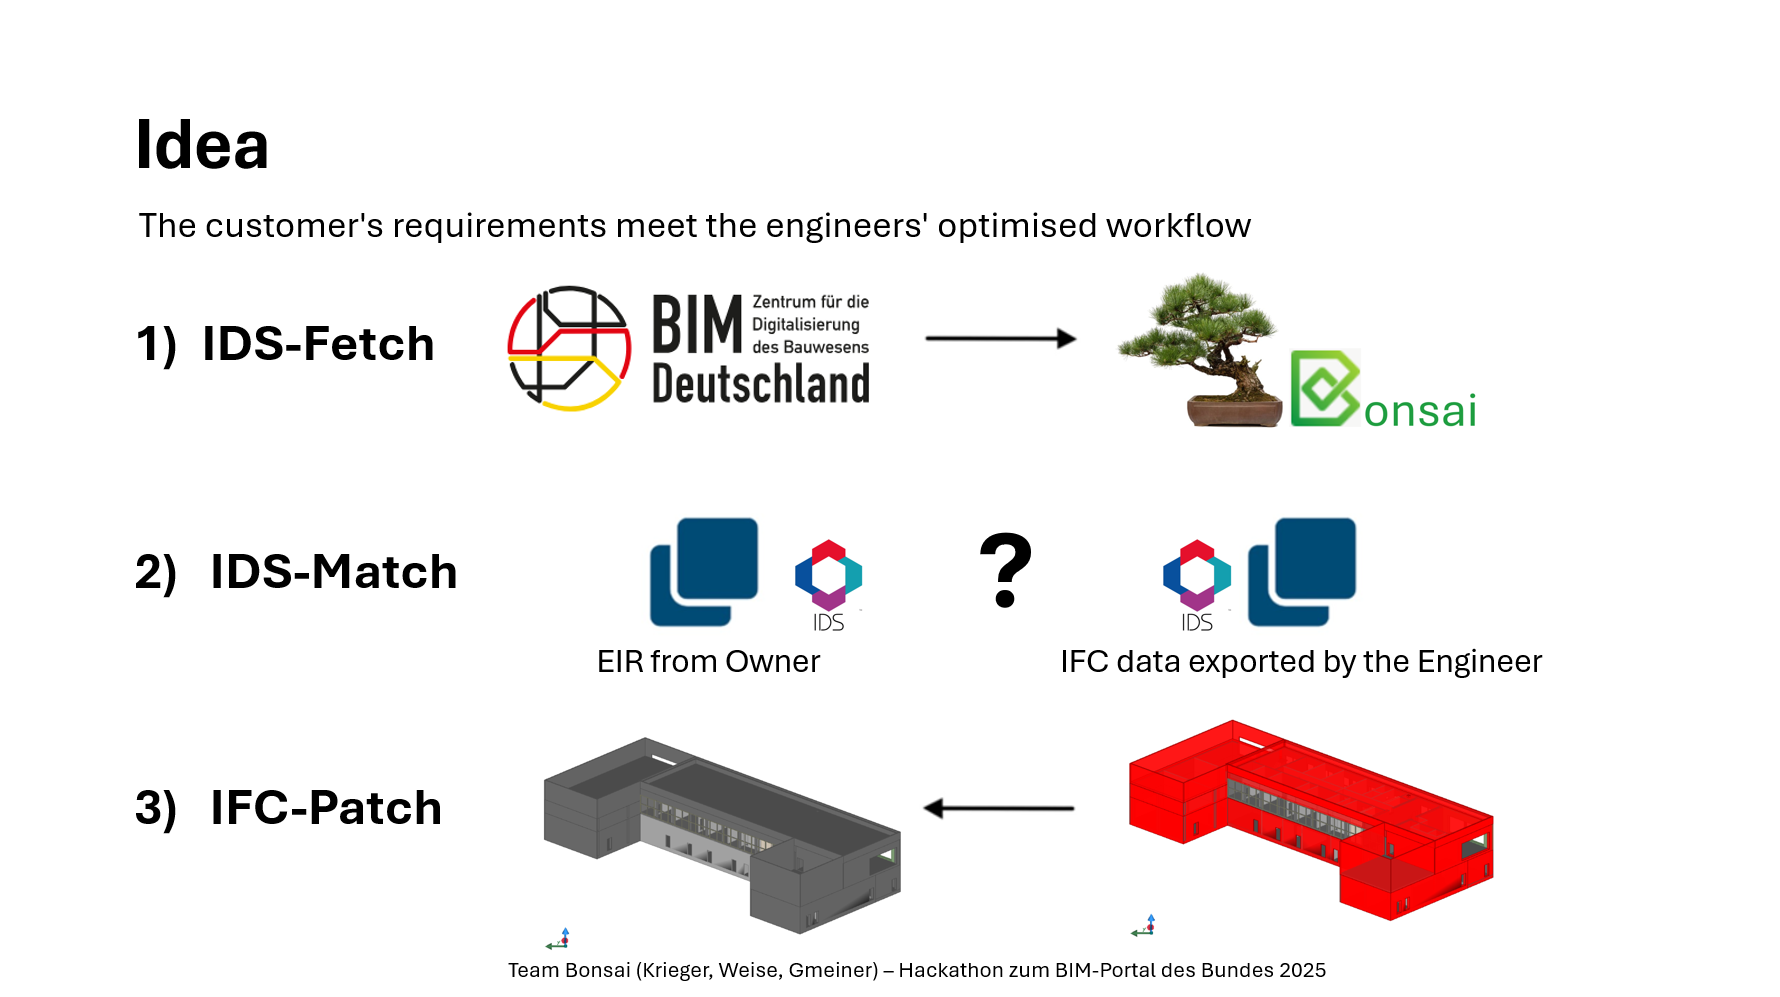 Idea
The customer's requirements meet the engineers' optimised workflow
1) IDS-Fetch
BIM
Deutschland
Zentrum für die
Digitalisierung
des Bauwesens
Bonsai
2) IDS-Match
IDS
?
IDS
EIR from Owner
IFC data exported by the Engineer
3) IFC-Patch
Team Bonsai (Krieger, Weise, Gmeiner) – Hackathon zum BIM-Portal des Bundes 2025